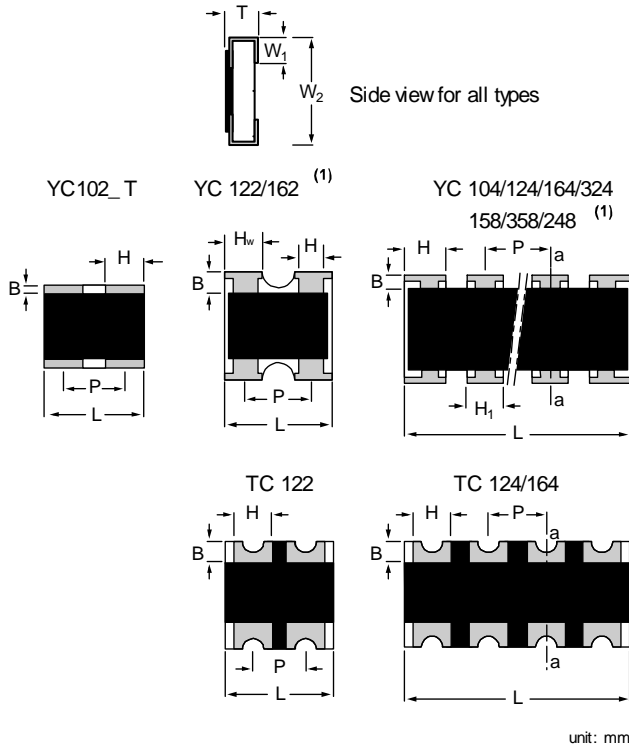 T
W1
W2
Side view for all types
YC102_ T
YC 122/162 (1)
YC 104/124/164/324
158/358/248 (1)
H
Hw
H
H
P
a
B
B
B
P
P
H1
a
L
L
L
TC 122
TC 124/164
H
H
P
a
B
B
P
a
L
L
unit: mm